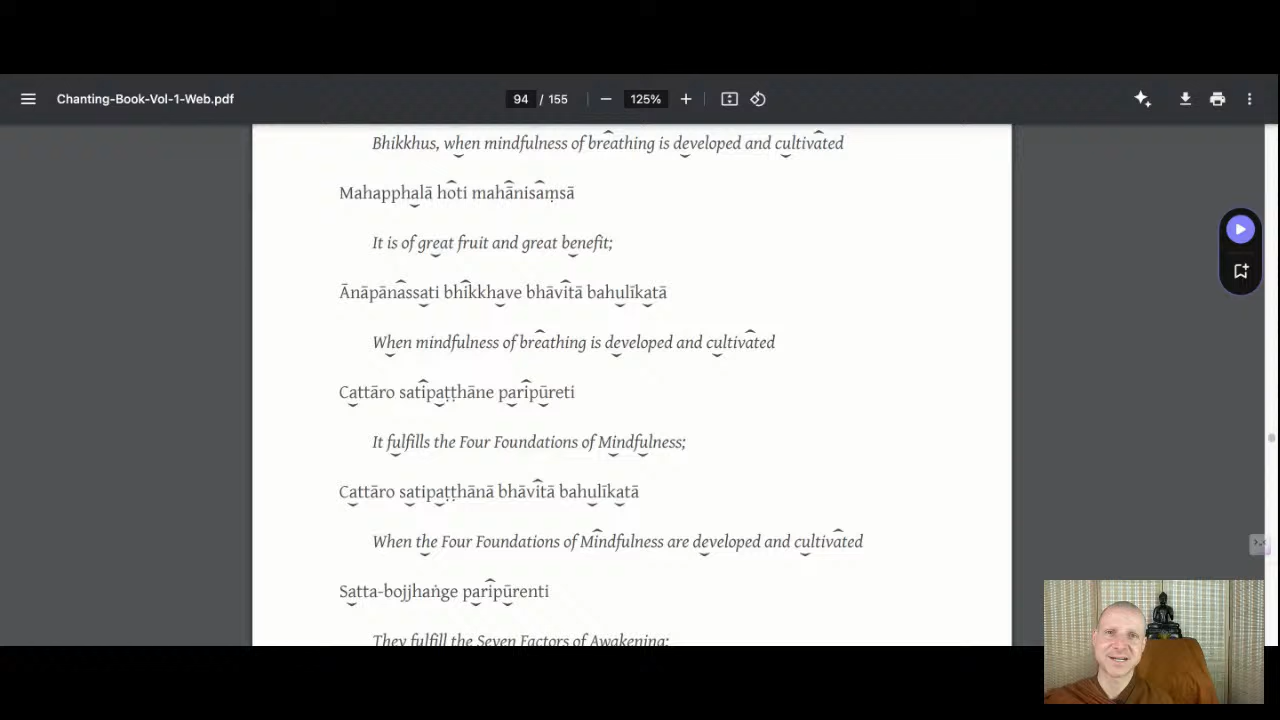 Chanting-Book-Vol-1-Web.pdf 94 / 155 125%
Bhikkhus, when mindfulness of breathing is developed and cultivated
Mahapphalā hoti mahānisaṃsā
It is of great fruit and great benefit;
Ānāpānassati bhikkhave bhāvitā bahulīkatā
When mindfulness of breathing is developed and cultivated
Cattāro satipaṭṭhāne paripūreti
It fulfills the Four Foundations of Mindfulness;
Cattāro satipaṭṭhānā bhāvitā bahulīkatā
When the Four Foundations of Mindfulness are developed and cultivated
Satta-bojjhaṅge paripūrenti
They fulfill the Seven Factors of Awakening;